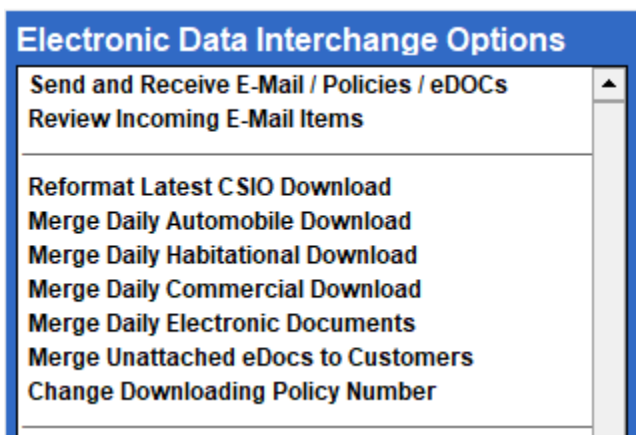 Electronic Data Interchange Options
Send and Receive E-Mail / Policies / eDOCs
Review Incoming E-Mail Items
Reformat Latest CSIO Download
Merge Daily Automobile Download
Merge Daily Habitational Download
Merge Daily Commercial Download
Merge Daily Electronic Documents
Merge Unattached eDocs to Customers
Change Downloading Policy Number